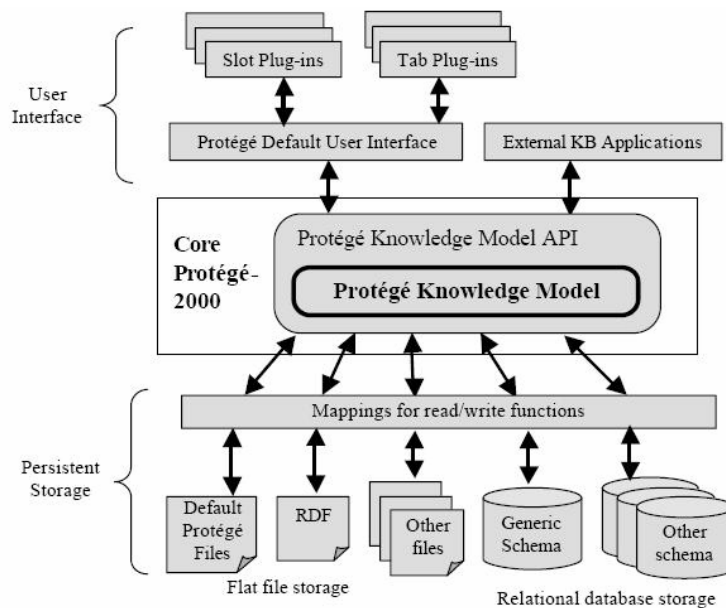 Slot Plug-ins
Tab Plug-ins
User
Interface
Protégé Default User Interface
External KB Applications
Core
Protégé-
2000
Protégé Knowledge Model API
Protégé Knowledge Model
Mappings for read/write functions
Persistent
Storage
Default
Protégé
Files
RDF
Other
files
Generic
Schema
Other
schema
Flat file storage
Relational database storage